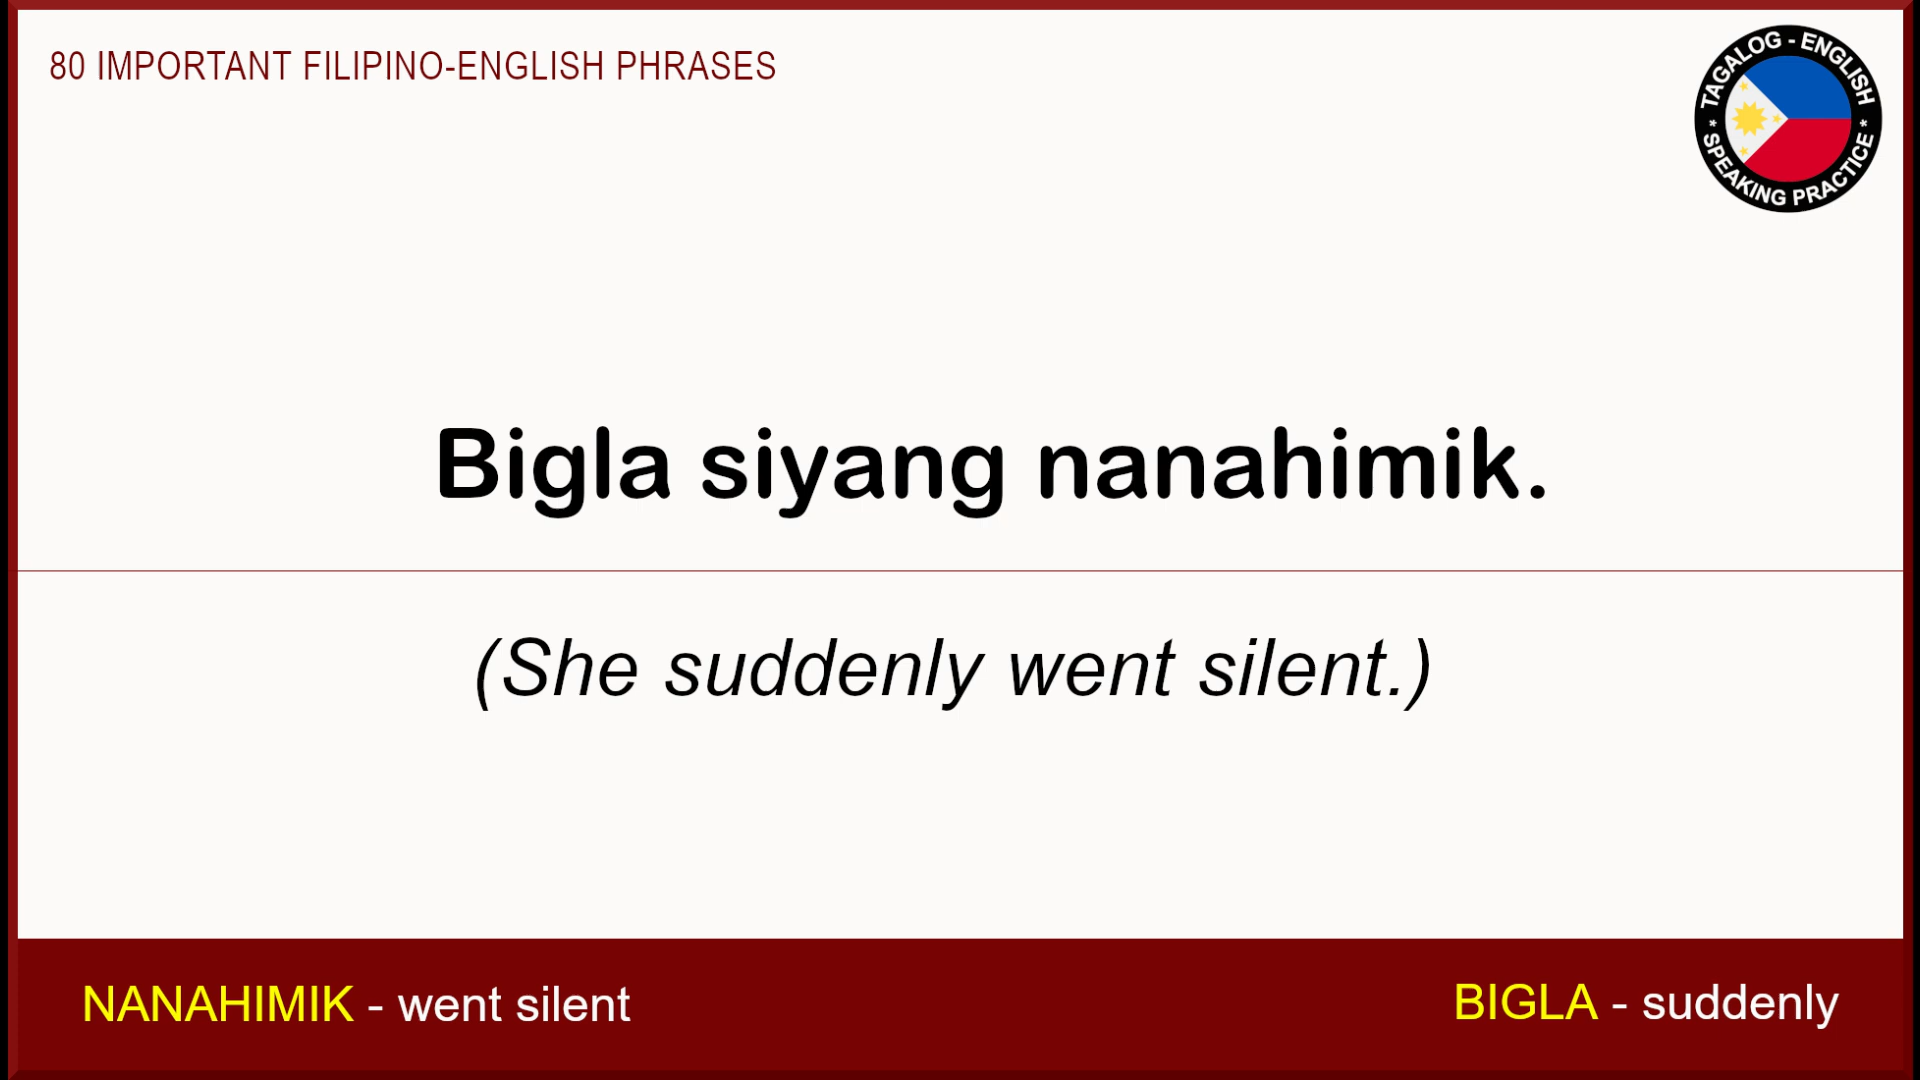 80 IMPORTANT FILIPINO-ENGLISH PHRASES
TAGALOG - ENGLISH
* SPEAKING PRACTICE *
Bigla siyang nanahimik.
(She suddenly went silent.)
NANAHIMIK - went silent
BIGLA - suddenly